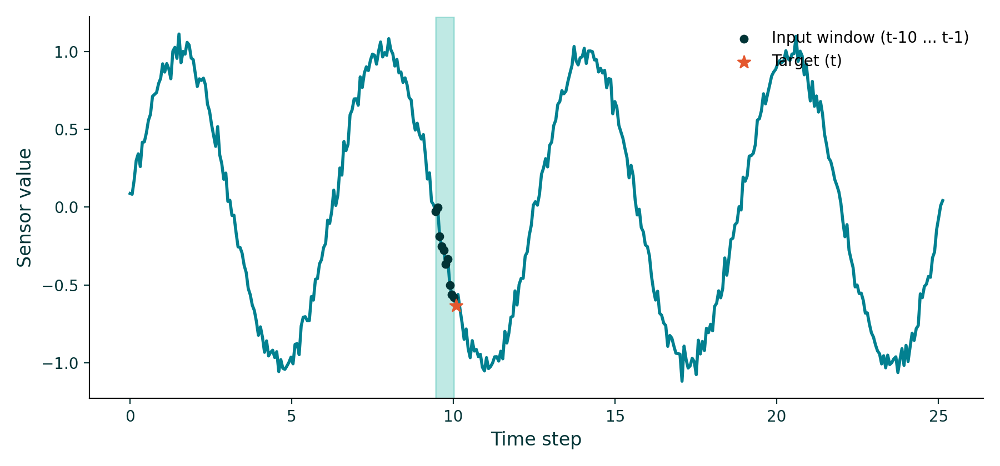 Input window (t-10 ... t-1)
Target (t)
1.0
0.5
0.0
−0.5
−1.0
Sensor value
0 5 10 15 20 25
Time step